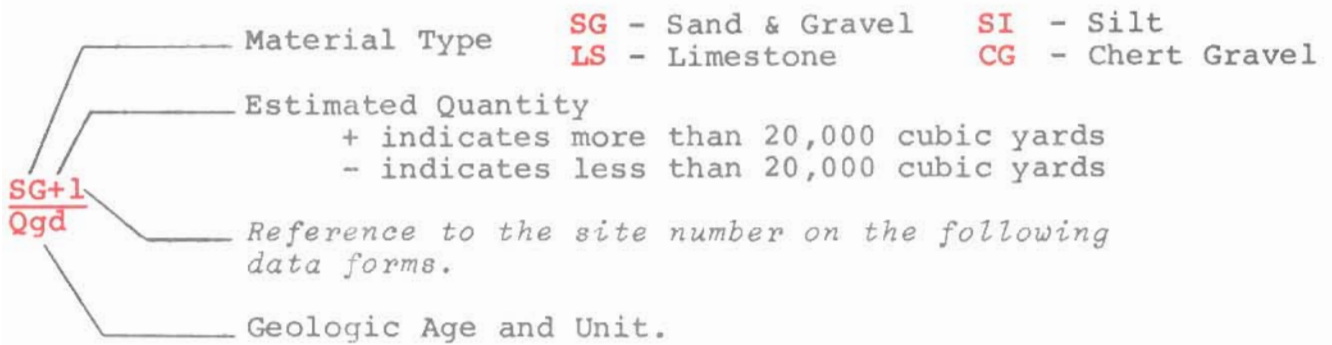 Material Type SG - Sand & Gravel SI - Silt
LS - Limestone CG - Chert Gravel
Estimated Quantity
+ indicates more than 20,000 cubic yards
- indicates less than 20,000 cubic yards
SG+1
Qgd
Reference to the site number on the following
data forms.
Geologic Age and Unit.